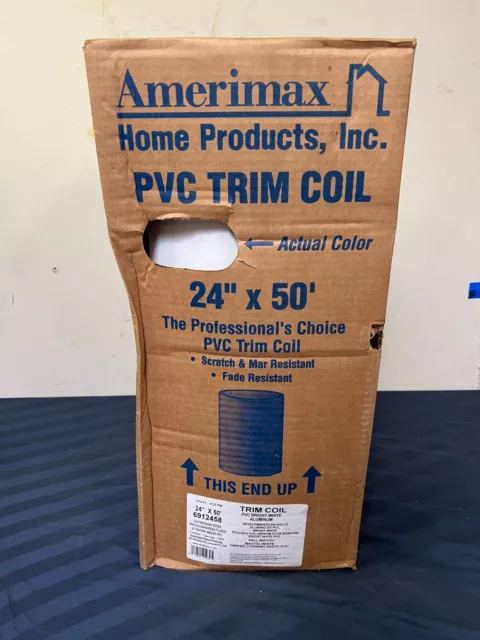 Amerimax
Home Products, Inc.
PVC TRIM COIL
Actual Color
24" x 50'
The Professional's Choice
PVC Trim Coil
• Scratch & Mar Resistant
• Fade Resistant
THIS END UP
24" X 50'
6912458
TRIM COIL
PVC BRIGHT WHITE
ALUMINUM